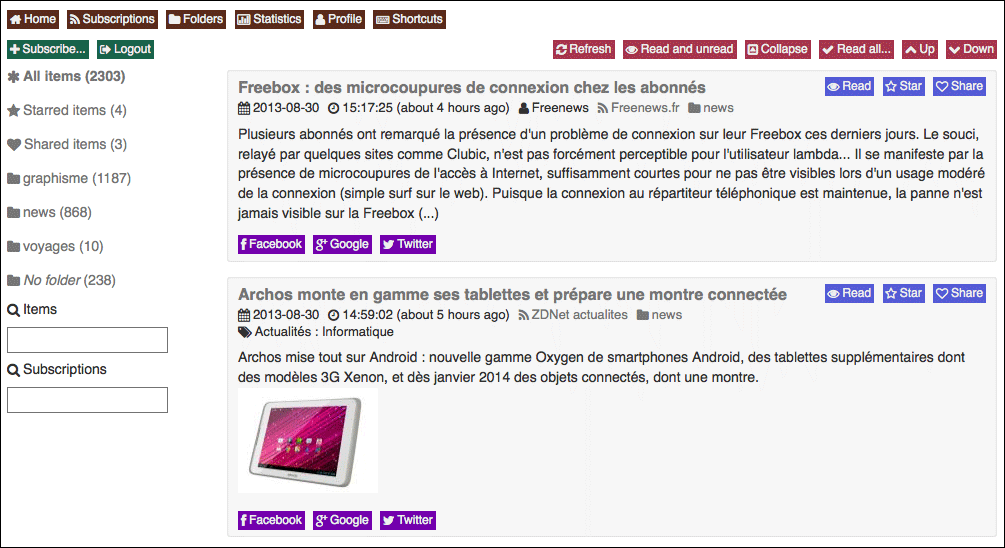 Home Subscriptions Folders Statistics Profile Shortcuts
Subscribe... Logout
Refresh Read and unread Collapse Read all... Up Down
All items (2303)
Starred items (4)
Shared items (3)
graphisme (1187)
news (868)
voyages (10)
No folder (238)
Items
Subscriptions
Freebox : des microcoupures de connexion chez les abonnés
Read Star Share
2013-08-30 15:17:25 (about 4 hours ago) Freenews Freenews.fr news
Plusieurs abonnés ont remarqué la présence d'un problème de connexion sur leur Freebox ces derniers jours. Le souci,
relayé par quelques sites comme Clubic, n'est pas forcément perceptible pour l'utilisateur lambda... Il se manifeste par la
présence de microcoupures de l'accès à Internet, suffisamment courtes pour ne pas être visibles lors d'un usage modéré
de la connexion (simple surf sur le web). Puisque la connexion au répartiteur téléphonique est maintenue, la panne n'est
jamais visible sur la Freebox (...)
Facebook Google Twitter
Archos monte en gamme ses tablettes et prépare une montre connectée
Read Star Share
2013-08-30 14:59:02 (about 5 hours ago) ZDNet actualites news
Actualités : Informatique
Archos mise tout sur Android : nouvelle gamme Oxygen de smartphones Android, des tablettes supplémentaires dont
des modèles 3G Xenon, et dès janvier 2014 des objets connectés, dont une montre.
Facebook Google Twitter